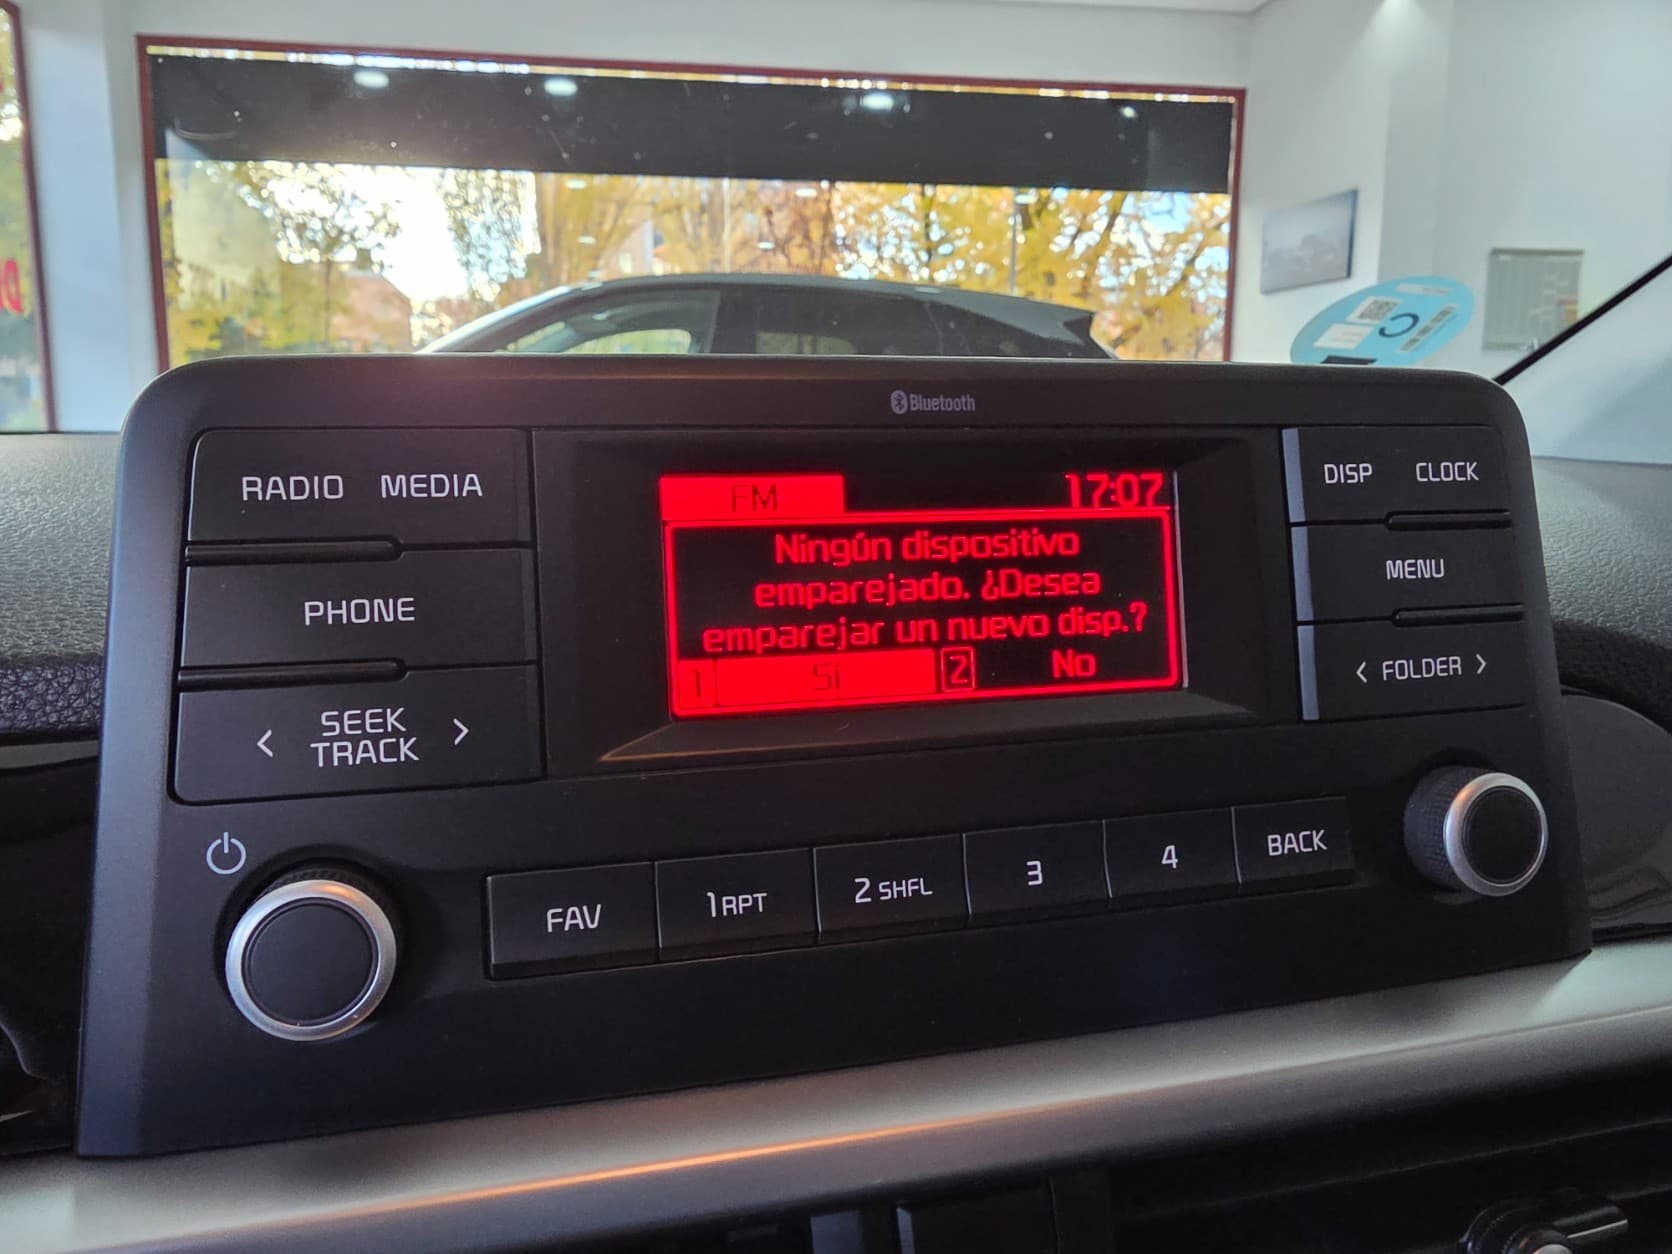 Bluetooth
RADIO MEDIA
PHONE
< SEEK TRACK >
FM 17:07
Ningún dispositivo
emparejado. ¿Desea
emparejar un nuevo disp.?
1 Sí 2 No
DISP CLOCK
MENU
< FOLDER >
FAV 1 RPT 2 SHFL 3 4 BACK